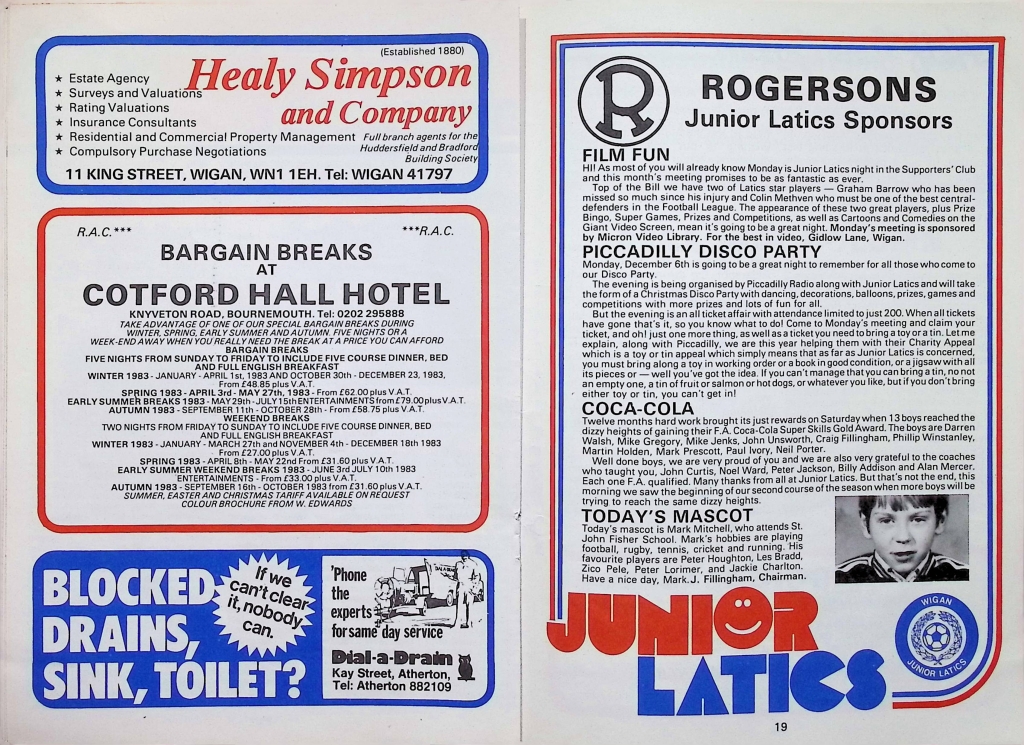 (Established 1880)
Healy Simpson
and Company
★ Estate Agency
★ Surveys and Valuations
★ Rating Valuations
★ Insurance Consultants
★ Residential and Commercial Property Management
★ Compulsory Purchase Negotiations
Full branch agents for the
Huddersfield and Bradford
Building Society
11 KING STREET, WIGAN, WN1 1EH. Tel: WIGAN 41797
R.A.C.*** ***R.A.C.
BARGAIN BREAKS
AT
COTFORD HALL HOTEL
KNYVETON ROAD, BOURNEMOUTH. Tel: 0202 295888
TAKE ADVANTAGE OF ONE OF OUR SPECIAL BARGAIN BREAKS DURING
WINTER, SPRING, EARLY SUMMER AND AUTUMN. FIVE NIGHTS OR A
WEEK-END AWAY WHEN YOU REALLY NEED THE BREAK AT A PRICE YOU CAN AFFORD
BARGAIN BREAKS
FIVE NIGHTS FROM SUNDAY TO FRIDAY TO INCLUDE FIVE COURSE DINNER, BED
AND FULL ENGLISH BREAKFAST
WINTER 1983 - JANUARY - APRIL 1st, 1983 AND OCTOBER 30th - DECEMBER 23, 1983,
From £48.85 plus V.A.T.
SPRING 1983 - APRIL 3rd - MAY 27th, 1983 - From £62.00 plus V.A.T.
EARLY SUMMER BREAKS 1983 - MAY 29th - JULY 15th ENTERTAINMENTS from £79.00 plus V.A.T.
AUTUMN 1983 - SEPTEMBER 11th - OCTOBER 28th - From £58.75 plus V.A.T.
WEEKEND BREAKS
TWO NIGHTS FROM FRIDAY TO SUNDAY TO INCLUDE FIVE COURSE DINNER, BED
AND FULL ENGLISH BREAKFAST
WINTER 1983 - JANUARY - MARCH 27th and NOVEMBER 4th - DECEMBER 18th 1983
From £27.00 plus V.A.T.
SPRING 1983 - APRIL 8th - MAY 22nd From £31.60 plus V.A.T.
EARLY SUMMER WEEKEND BREAKS 1983 - JUNE 3rd JULY 10th 1983
ENTERTAINMENTS - From £33.00 plus V.A.T.
AUTUMN 1983 - SEPTEMBER 16th - OCTOBER 1983 from £31.60 plus V.A.T.
SUMMER, EASTER AND CHRISTMAS TARIFF AVAILABLE ON REQUEST
COLOUR BROCHURE FROM W. EDWARDS
BLOCKED
DRAINS,
SINK, TOILET?
If we
can't clear
it, nobody
can.
'Phone
the
experts
for same day service
Dial-a-Drain
Kay Street, Atherton,
Tel: Atherton 882109
R
ROGERSONS
Junior Latics Sponsors
FILM FUN
HI! As most of you will already know Monday is Junior Latics night in the Supporters' Club
and this month's meeting promises to be as fantastic as ever.
Top of the Bill we have two of Latics star players — Graham Barrow who has been
missed so much since his injury and Colin Methven who must be one of the best central-
defenders in the Football League. The appearance of these two great players, plus Prize
Bingo, Super Games, Prizes and Competitions, as well as Cartoons and Comedies on the
Giant Video Screen, mean it's going to be a great night. Monday's meeting is sponsored
by Micron Video Library. For the best in video, Gidlow Lane, Wigan.
PICCADILLY DISCO PARTY
Monday, December 6th is going to be a great night to remember for all those who come to
our Disco Party.
The evening is being organised by Piccadilly Radio along with Junior Latics and will take
the form of a Christmas Disco Party with dancing, decorations, balloons, prizes, games and
competitions with more prizes and lots of fun for all.
But the evening is an all ticket affair with attendance limited to just 200. When all tickets
have gone that's it, so you know what to do! Come to Monday's meeting and claim your
ticket, and oh! just one more thing, as well as a ticket you need to bring a toy or a tin. Let me
explain, along with Piccadilly, we are this year helping them with their Charity Appeal
which is a toy or tin appeal which simply means that as far as Junior Latics is concerned,
you must bring along a toy in working order or a book in good condition, or a jigsaw with all
its pieces or — well you've got the idea. If you can't manage that you can bring a tin, no not
an empty one, a tin of fruit or salmon or hot dogs, or whatever you like, but if you don't bring
either toy or tin, you can't get in!
COCA-COLA
Twelve months hard work brought its just rewards on Saturday when 13 boys reached the
dizzy heights of gaining their F.A. Coca-Cola Super Skills Gold Award. The boys are Darren
Walsh, Mike Gregory, Mike Jenks, John Unsworth, Craig Fillingham, Phillip Winstanley,
Martin Holden, Mark Prescott, Paul Ivory, Neil Porter.
Well done boys, we are very proud of you and we are also very grateful to the coaches
who taught you, John Curtis, Noel Ward, Peter Jackson, Billy Addison and Alan Mercer.
Each one F.A. qualified. Many thanks from all at Junior Latics. But that's not the end, this
morning we saw the beginning of our second course of the season when more boys will be
trying to reach the same dizzy heights.
TODAY'S MASCOT
Today's mascot is Mark Mitchell, who attends St.
John Fisher School. Mark's hobbies are playing
football, rugby, tennis, cricket and running. His
favourite players are Peter Houghton, Les Bradd,
Zico Pele, Peter Lorimer, and Jackie Charlton.
Have a nice day, Mark. J. Fillingham, Chairman.
JUNIOR
LATICS
WIGAN
JUNIOR LATICS
19